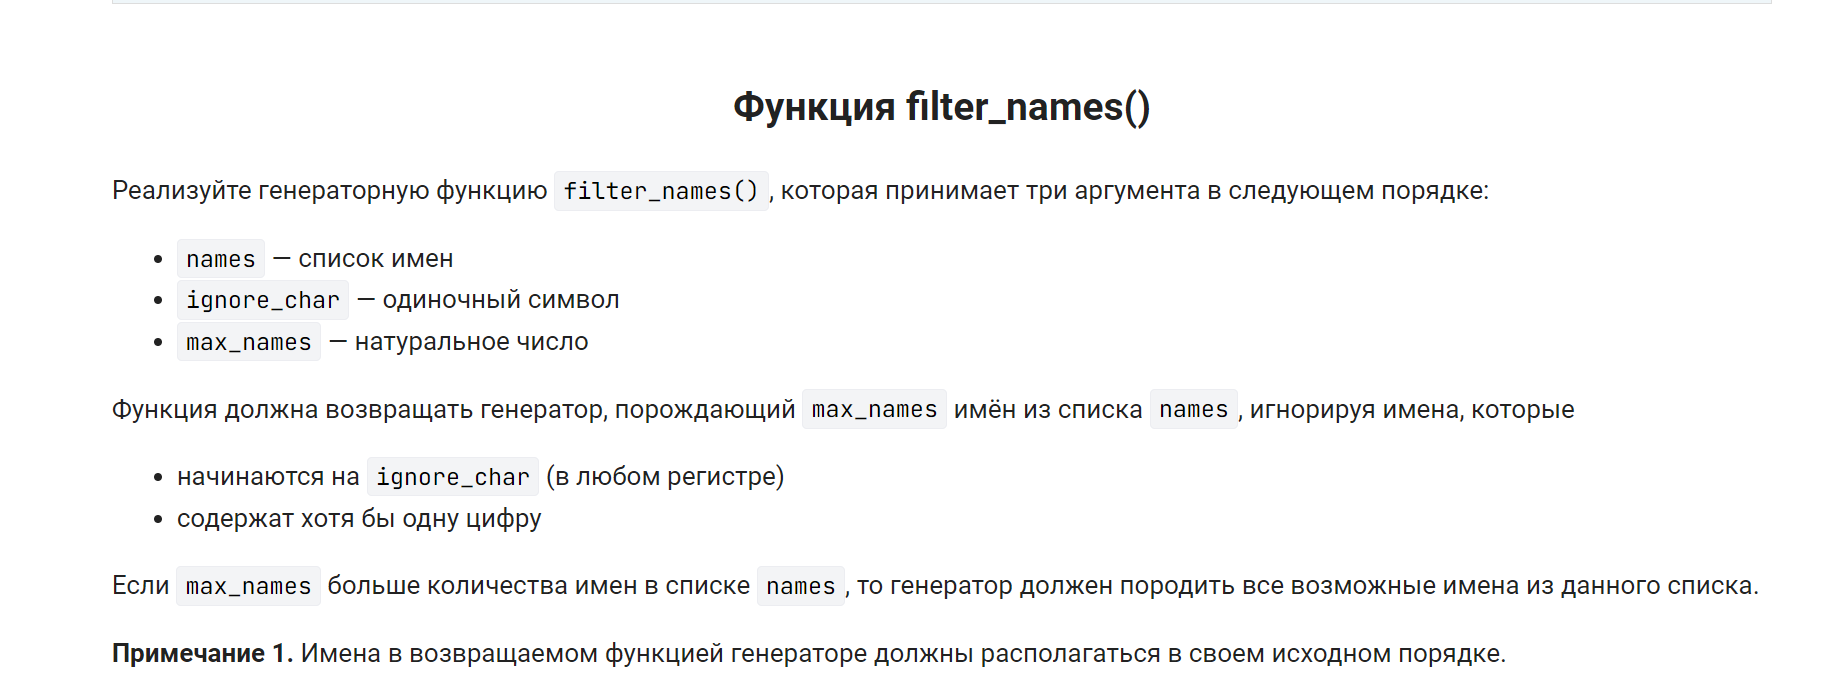 Функция filter_names()
Реализуйте генераторную функцию filter_names(), которая принимает три аргумента в следующем порядке:
• names — список имен
• ignore_char — одиночный символ
• max_names — натуральное число
Функция должна возвращать генератор, порождающий max_names имён из списка names, игнорируя имена, которые
• начинаются на ignore_char (в любом регистре)
• содержат хотя бы одну цифру
Если max_names больше количества имен в списке names, то генератор должен породить все возможные имена из данного списка.
Примечание 1. Имена в возвращаемом функцией генераторе должны располагаться в своем исходном порядке.